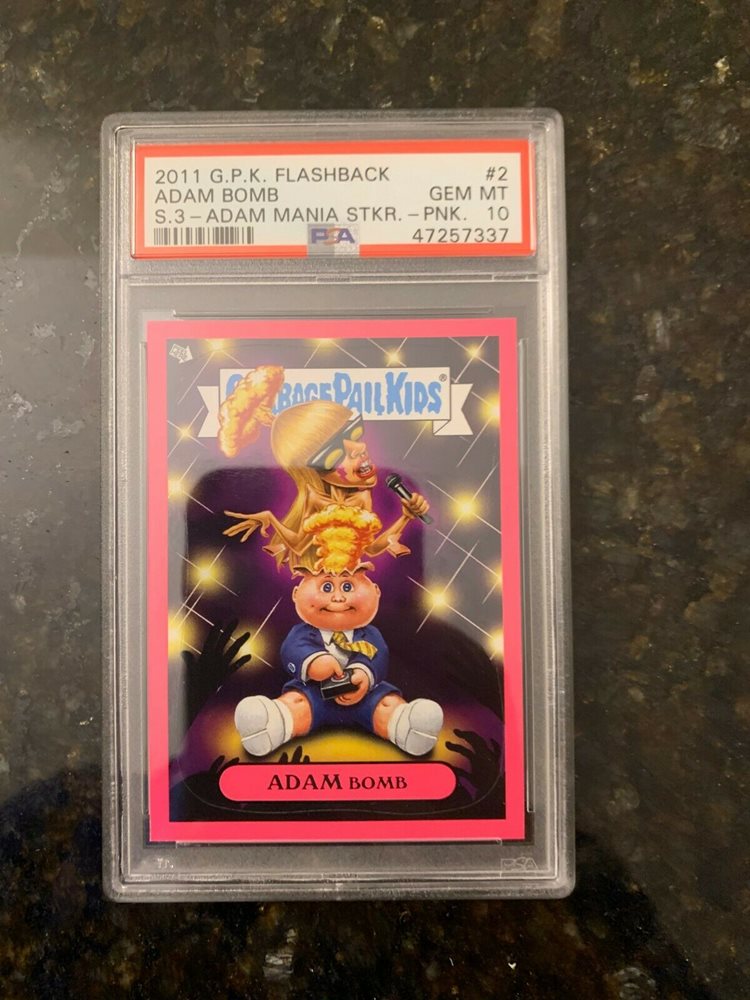 2011 G.P.K. FLASHBACK #2
ADAM BOMB GEM MT
S.3-ADAM MANIA STKR.-PNK. 10
PSA 47257337
PAIL KIDS®
ADAM BOMB
PSA